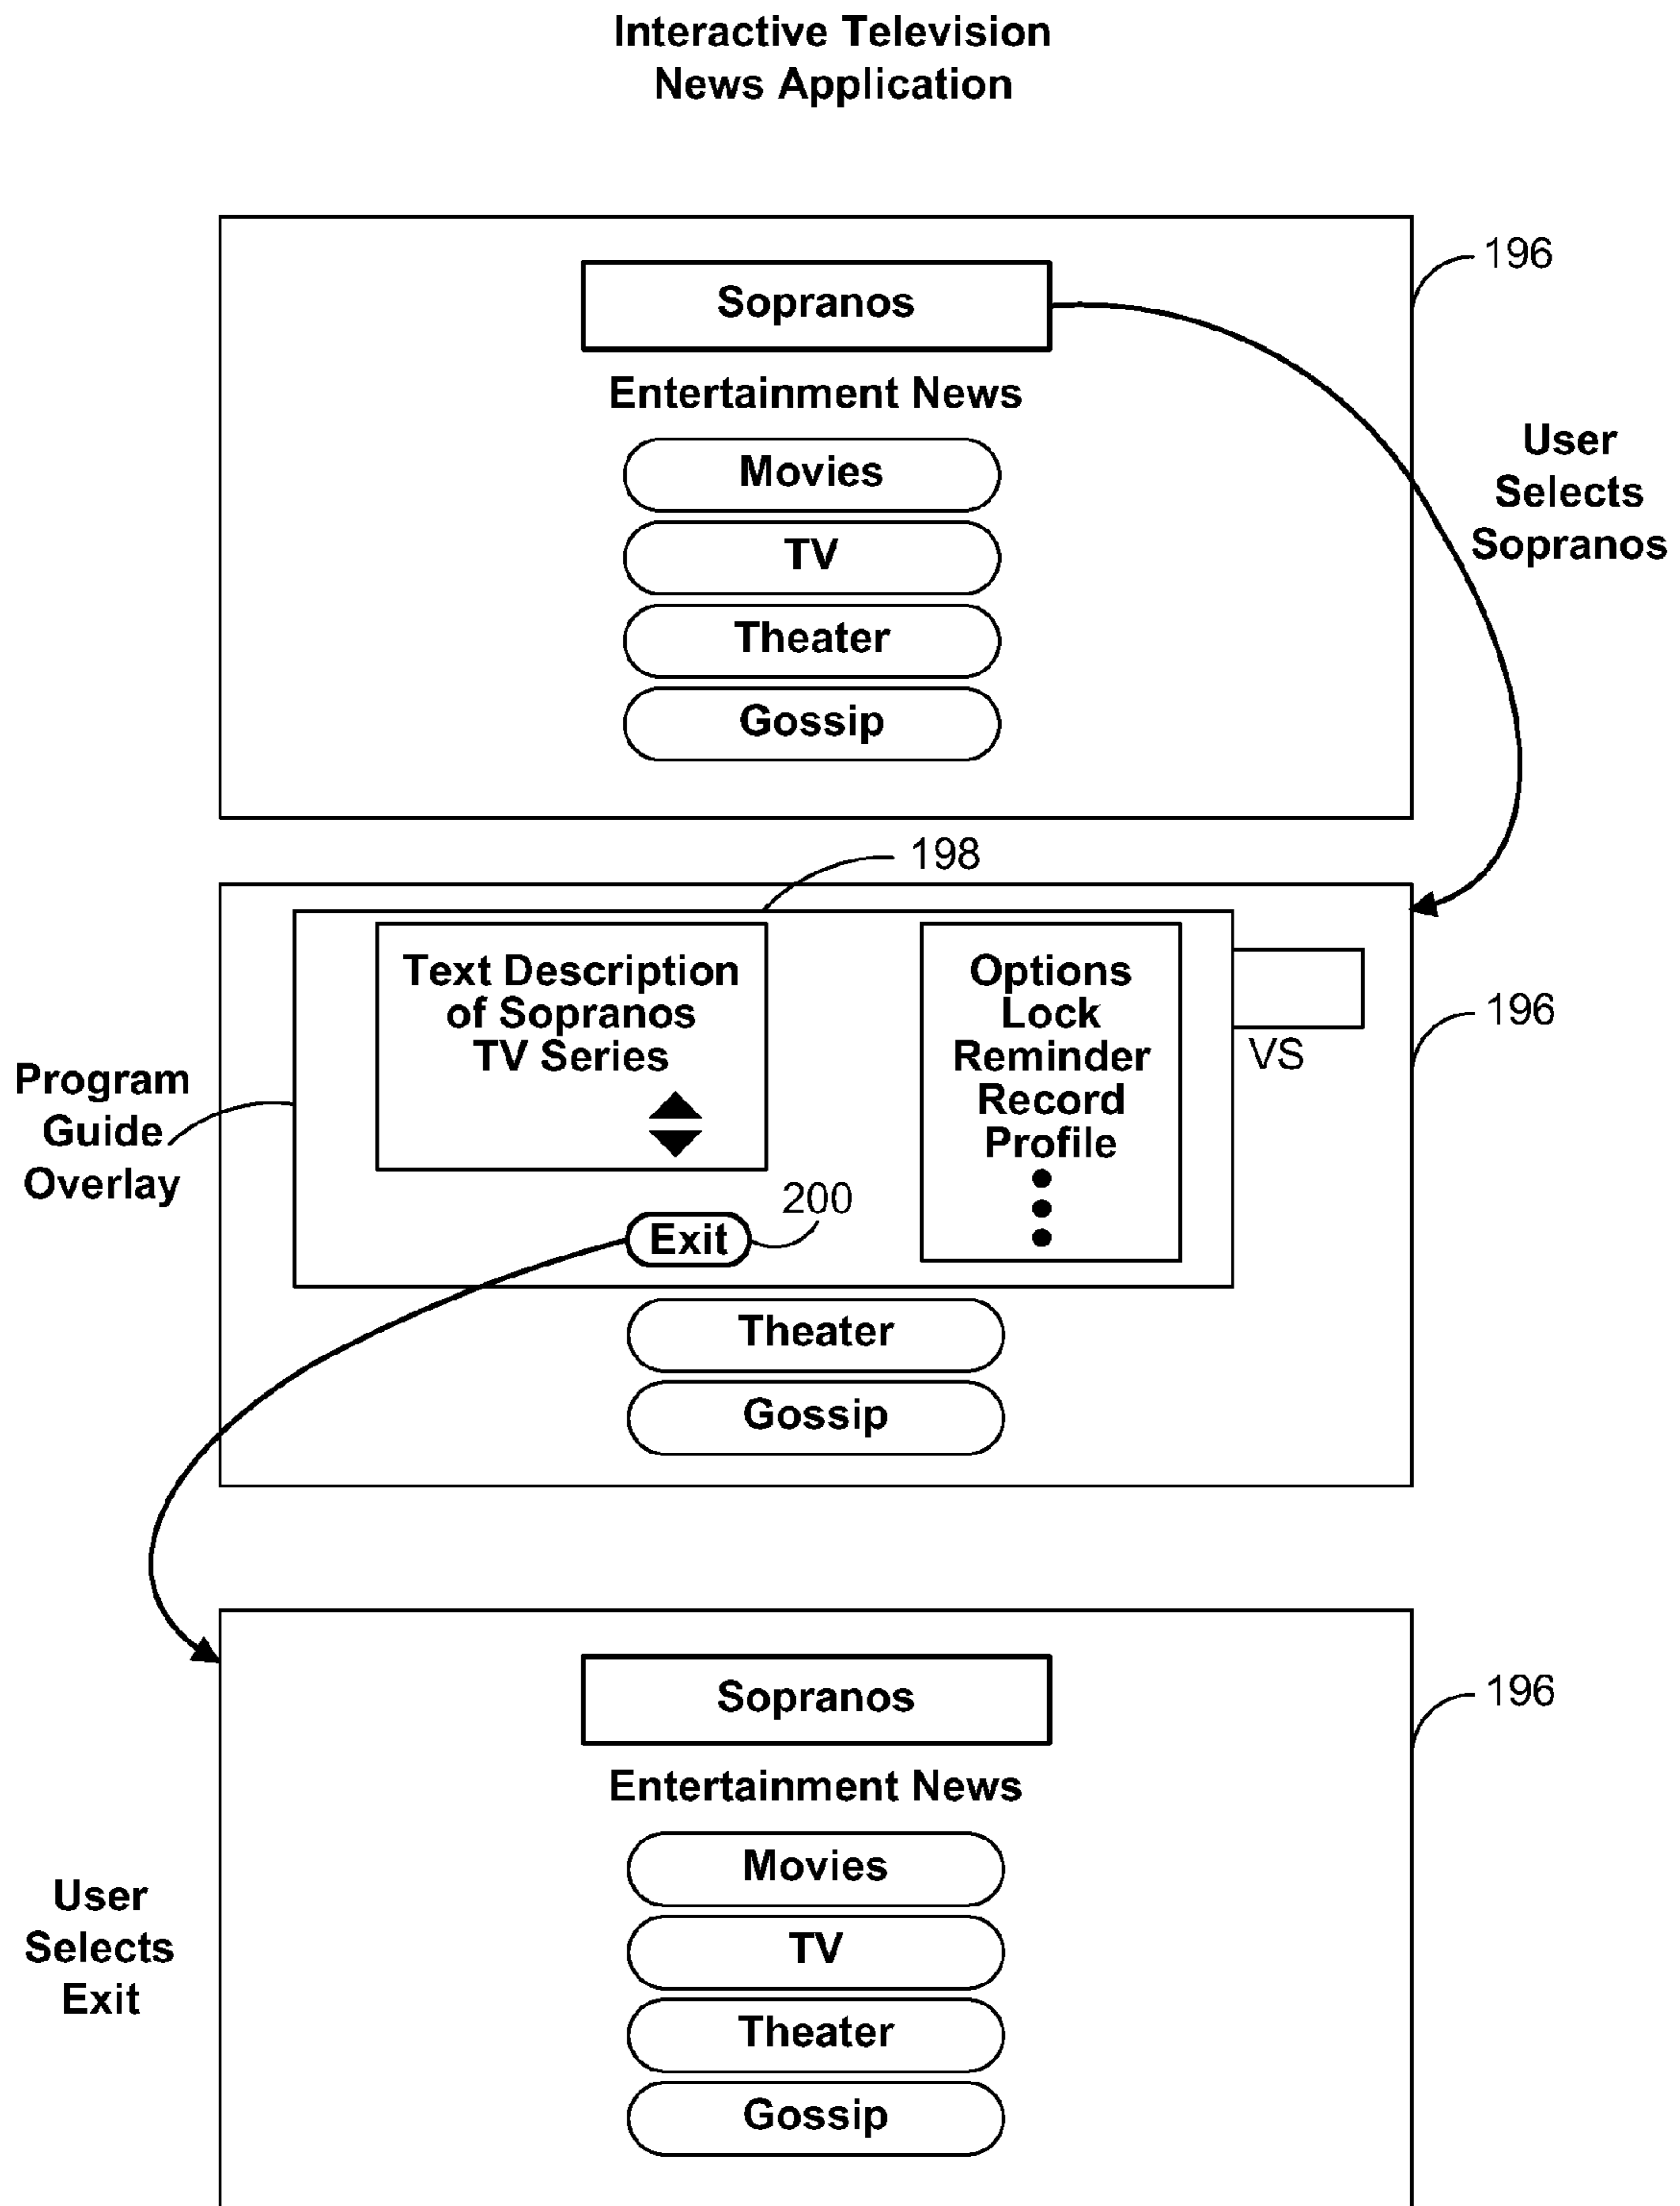 Interactive Television
News Application
196
Sopranos
Entertainment News
Movies
TV
Theater
Gossip
User
Selects
Sopranos
198
Text Description
of Sopranos
TV Series
Options
Lock
Reminder
Record
Profile
VS
196
Program
Guide
Overlay
200
Exit
Theater
Gossip
Sopranos
196
Entertainment News
Movies
TV
Theater
Gossip
User
Selects
Exit